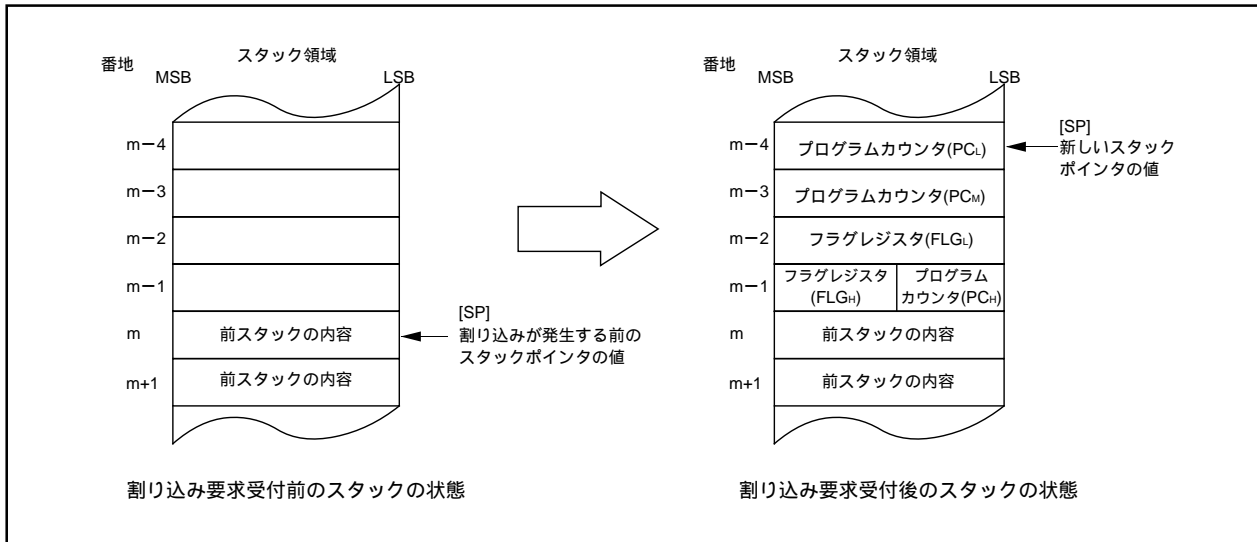 スタック領域
番地
MSB
LSB
m－4
m－3
m－2
m－1
m
前スタックの内容
m+1
前スタックの内容
[SP]
割り込みが発生する前の
スタックポインタの値
割り込み要求受付前のスタックの状態
スタック領域
番地
MSB
LSB
m－4
プログラムカウンタ(PCL)
[SP]
新しいスタック
ポインタの値
m－3
プログラムカウンタ(PCM)
m－2
フラグレジスタ(FLGL)
m－1
フラグレジスタ
(FLGH)
プログラム
カウンタ(PCH)
m
前スタックの内容
m+1
前スタックの内容
割り込み要求受付後のスタックの状態